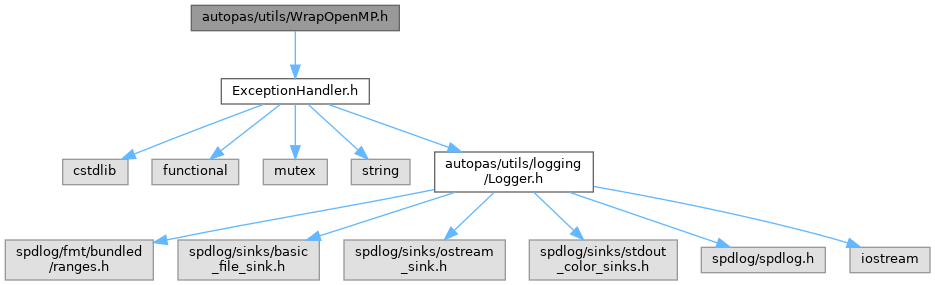 autopas/utils/WrapOpenMP.h
ExceptionHandler.h
cstdlib
functional
mutex
string
autopas/utils/logging
/Logger.h
spdlog/fmt/bundled
/ranges.h
spdlog/sinks/basic
_file_sink.h
spdlog/sinks/ostream
_sink.h
spdlog/sinks/stdout
_color_sinks.h
spdlog/spdlog.h
iostream